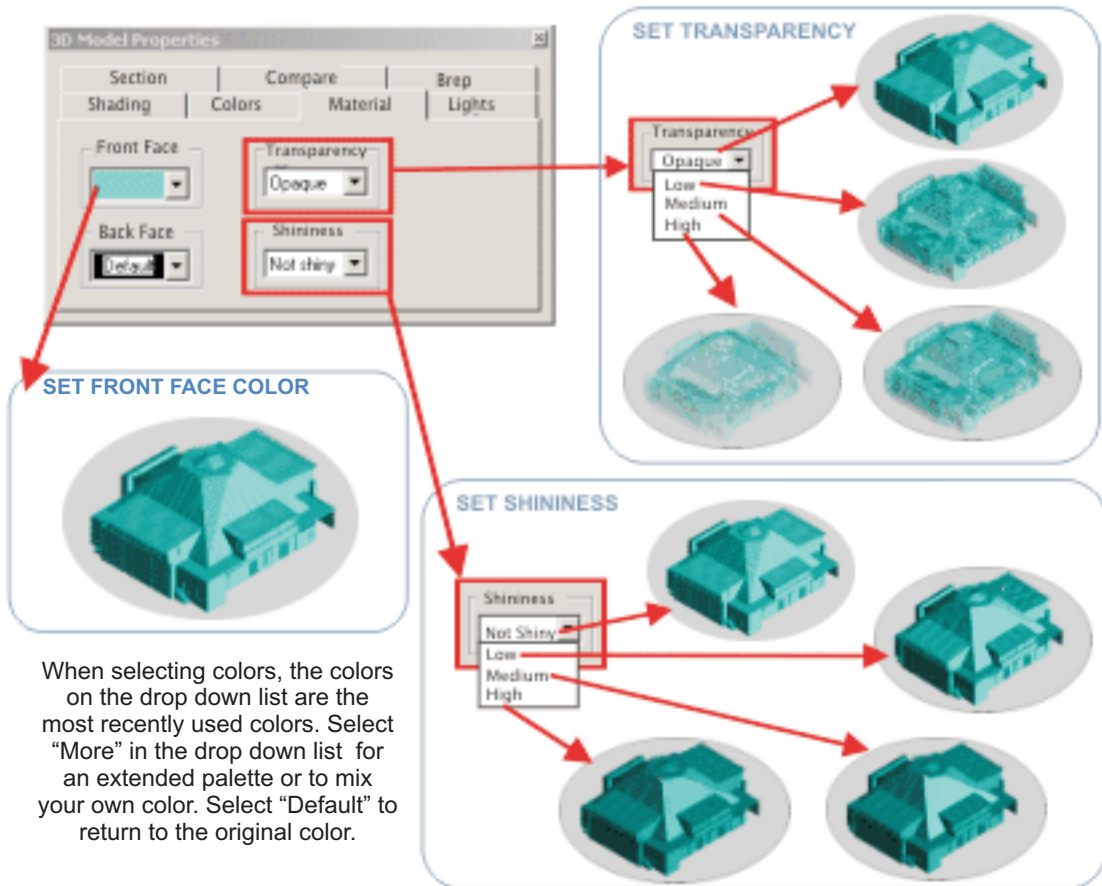 3D Model Properties
Section Compare Brep
Shading Colors Material Lights
Front Face
Transparency
Opaque
Back Face
Default
Shininess
Not shiny
SET TRANSPARENCY
Transparency
Opaque
Low
Medium
High
SET FRONT FACE COLOR
SET SHININESS
Shininess
Not Shiny
Low
Medium
High
When selecting colors, the colors
on the drop down list are the
most recently used colors. Select
“More” in the drop down list for
an extended palette or to mix
your own color. Select “Default” to
return to the original color.